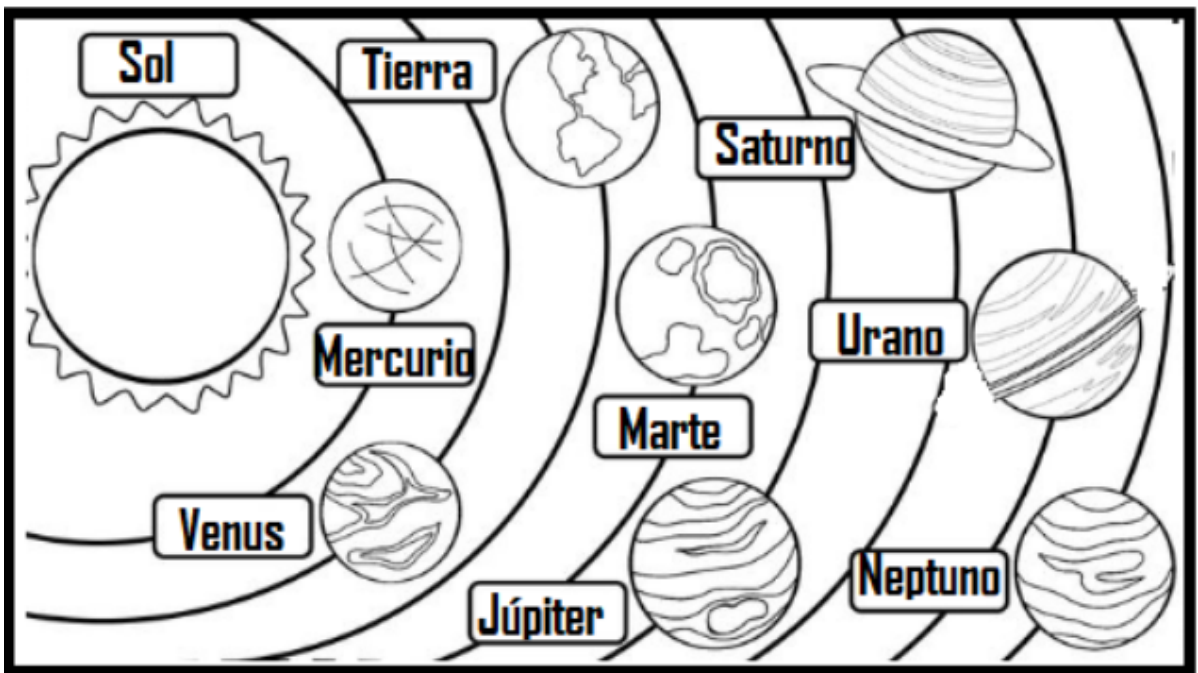 Sol
Tierra
Saturno
Mercurio
Urano
Marte
Venus
Júpiter
Neptuno